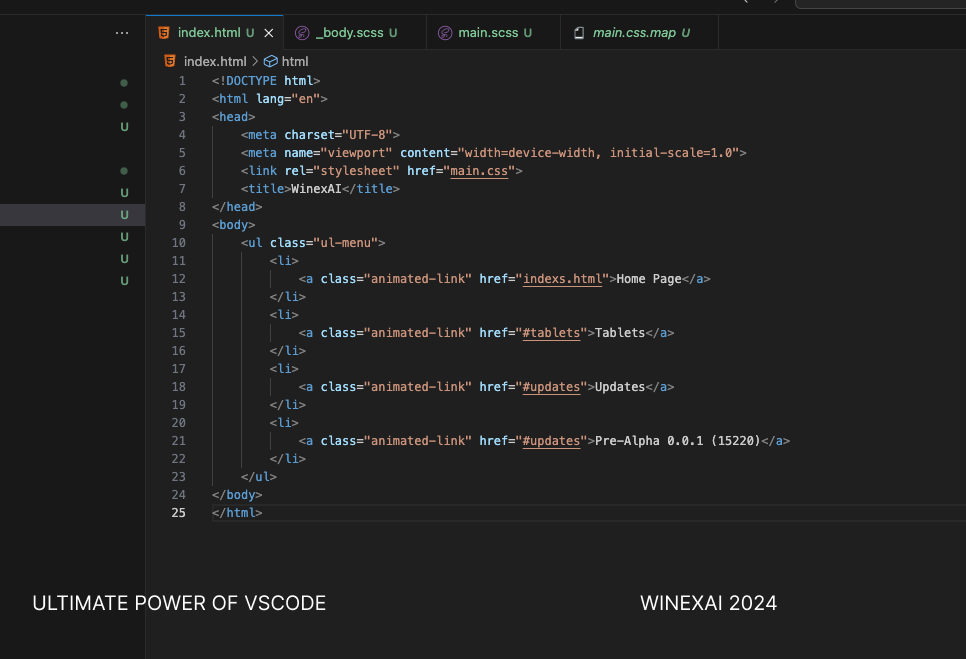 index.html U
_body.scss U
main.scss U
main.css.map U
index.html > html
U
U
U
U
U
U
1 <!DOCTYPE html>
2 <html lang="en">
3 <head>
4 <meta charset="UTF-8">
5 <meta name="viewport" content="width=device-width, initial-scale=1.0">
6 <link rel="stylesheet" href="main.css">
7 <title>WinexAI</title>
8 </head>
9 <body>
10 <ul class="ul-menu">
11 <li>
12 <a class="animated-link" href="indexs.html">Home Page</a>
13 </li>
14 <li>
15 <a class="animated-link" href="#tablets">Tablets</a>
16 </li>
17 <li>
18 <a class="animated-link" href="#updates">Updates</a>
19 </li>
20 <li>
21 <a class="animated-link" href="#updates">Pre-Alpha 0.0.1 (15220)</a>
22 </li>
23 </ul>
24 </body>
25 </html>
ULTIMATE POWER OF VSCODE
WINEXAI 2024